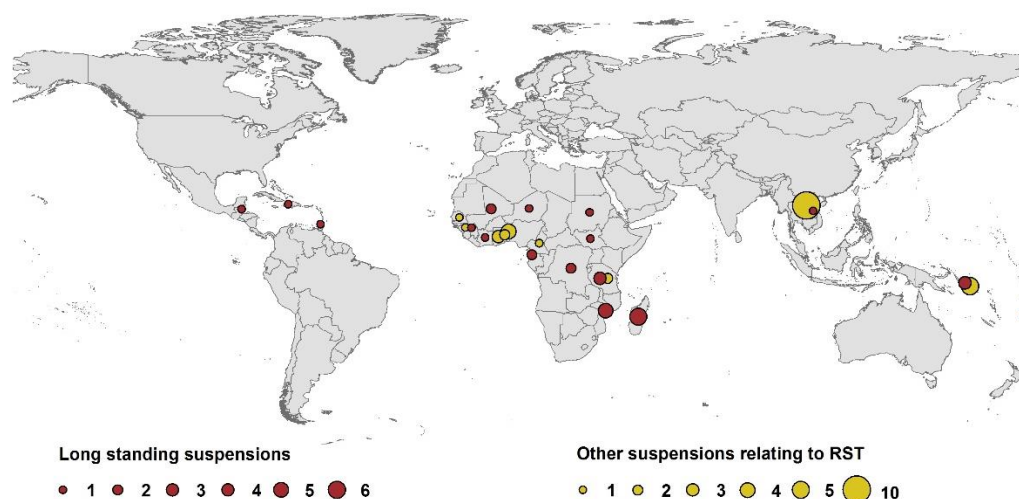 Long standing suspensions
1 2 3 4 5 6
Other suspensions relating to RST
1 2 3 4 5 10